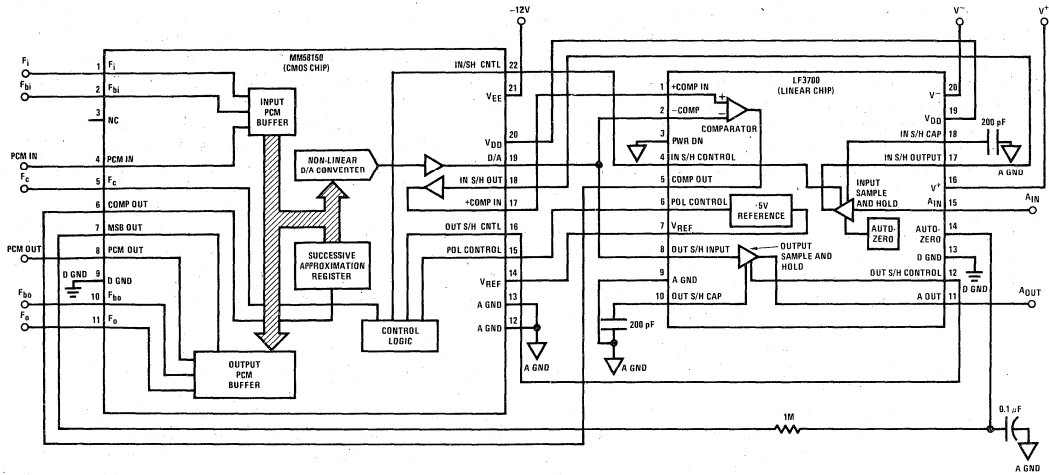 -12V
V⁻
V⁺
MM58150
(CMOS CHIP)
Fi
1 Fi
Fbi
2 Fbi
3 NC
PCM IN
4 PCM IN
Fc
5 Fc
6 COMP OUT
7 MSB OUT
PCM OUT
8 PCM OUT
D GND
9 D GND
Fbo
10 Fbo
Fo
11 Fo
INPUT
PCM
BUFFER
NON-LINEAR
D/A CONVERTER
SUCCESSIVE
APPROXIMATION
REGISTER
CONTROL
LOGIC
OUTPUT
PCM
BUFFER
IN/SH CNTL 22
VEE 21
VDD 20
D/A 19
IN S/H OUT 18
+COMP IN 17
OUT S/H CNTL 16
POL CONTROL 15
VREF 14
A GND 13
A GND 12
A GND
LF3700
(LINEAR CHIP)
1 +COMP IN
2 −COMP
3 PWR DN
4 IN S/H CONTROL
5 COMP OUT
6 POL CONTROL
7 VREF
8 OUT S/H INPUT
9 A GND
10 OUT S/H CAP
+
−
COMPARATOR
+5V
REFERENCE
OUTPUT
SAMPLE AND
HOLD
INPUT
SAMPLE
AND HOLD
AUTO-
ZERO
V⁻ 20
VDD 19
IN S/H CAP 18
IN S/H OUTPUT 17
V⁺ 16
AIN 15
AUTO-
ZERO 14
D GND 13
OUT S/H CONTROL 12
A OUT 11
200 pF
A GND
AIN
D GND
AOUT
200 pF
A GND
1M
0.1 μF
A GND